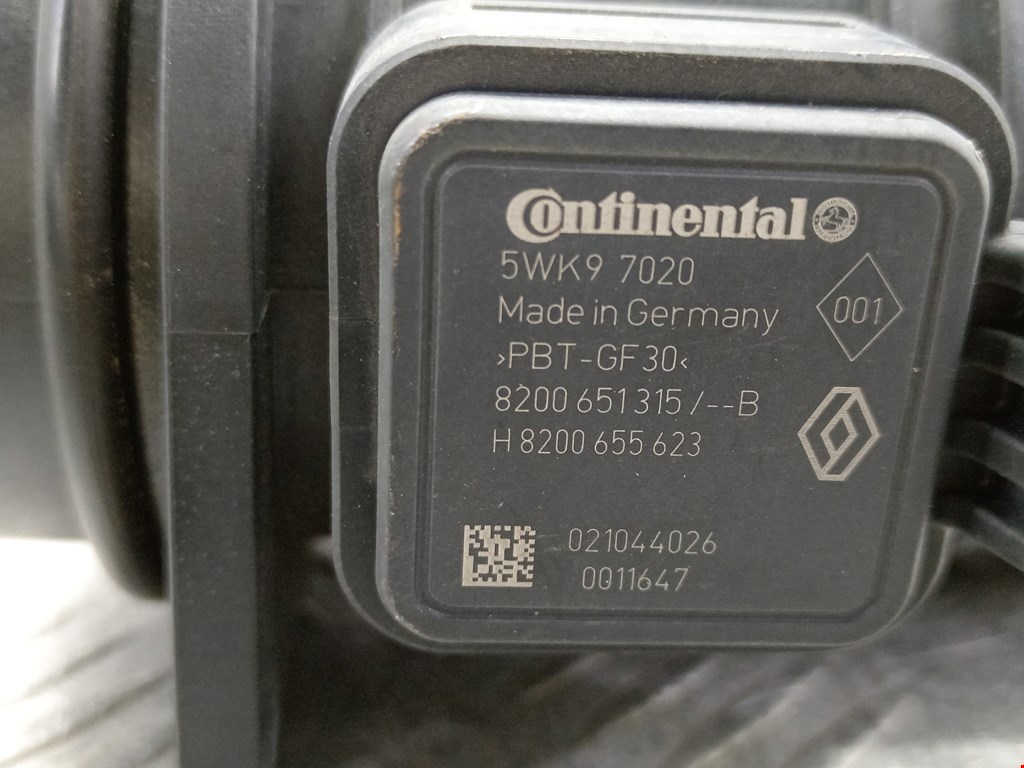 Continental
5WK9 7020
Made in Germany
001
>PBT-GF30<
8200 651 315 /--B
H 8200 655 623
021044026
0011647